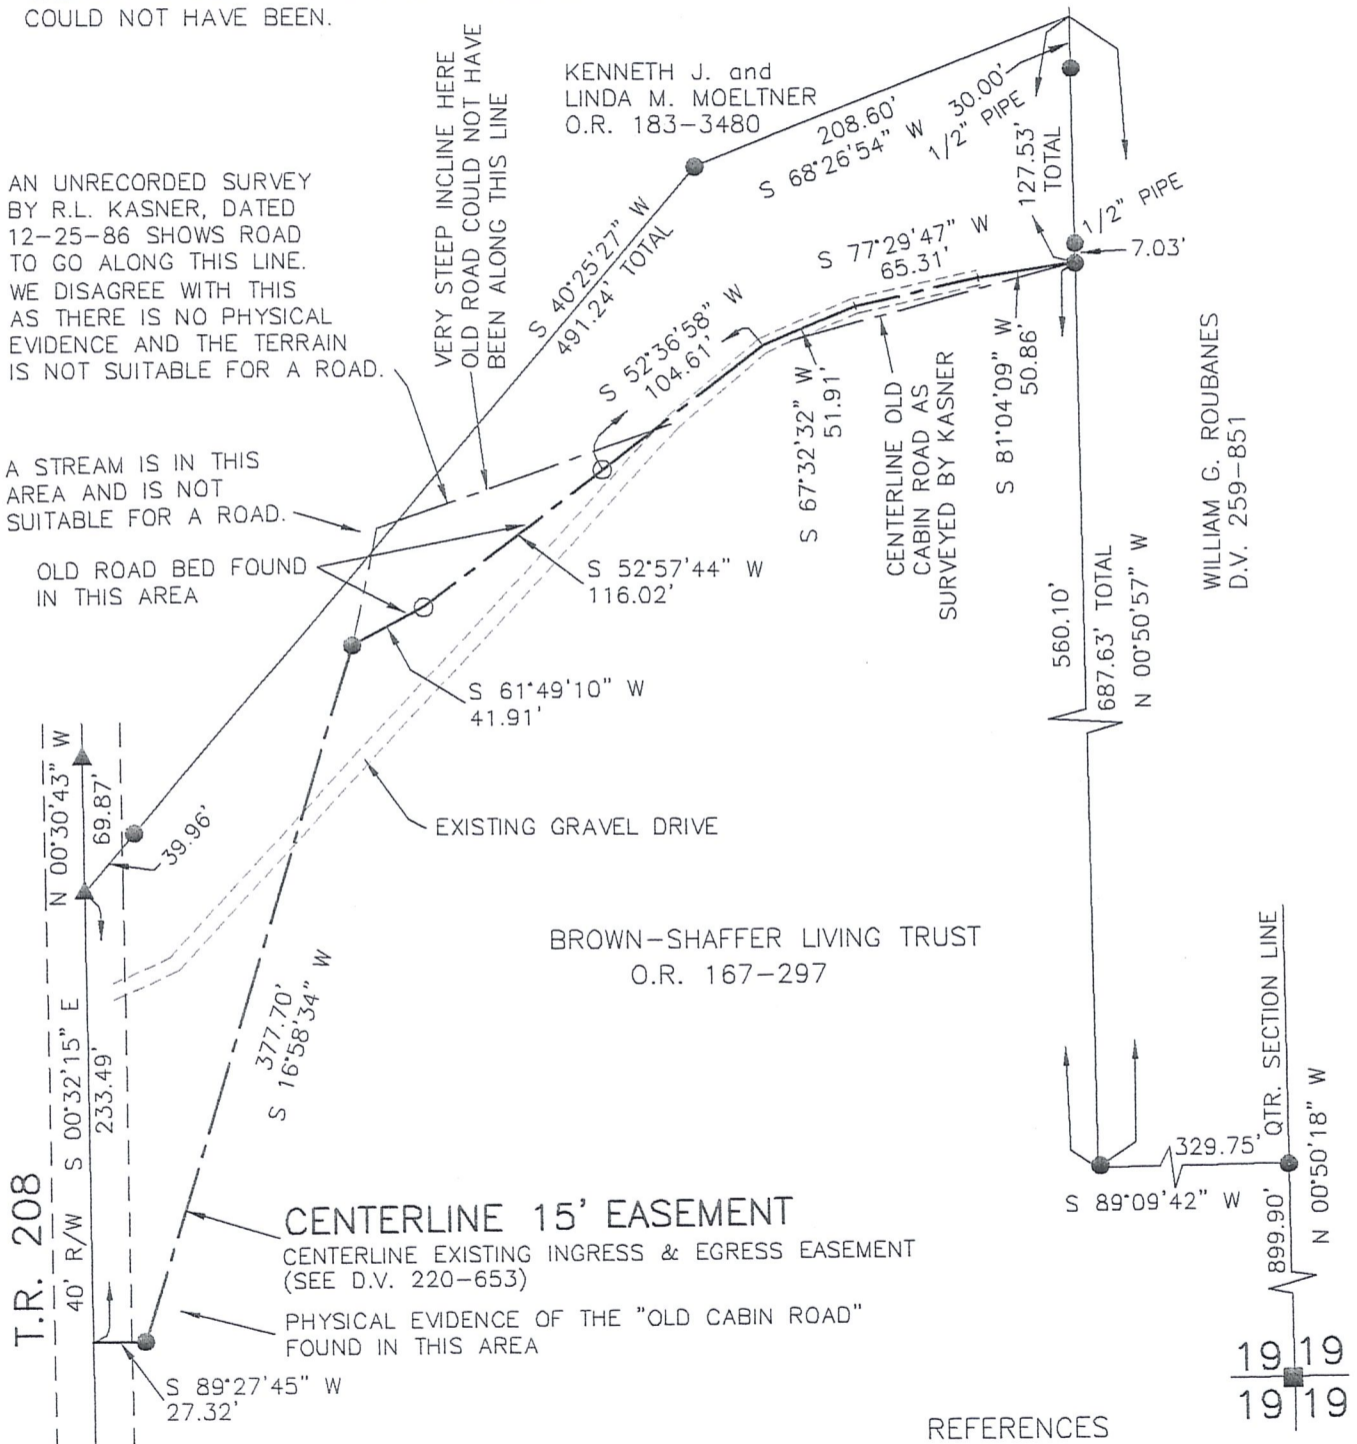 COULD NOT HAVE BEEN.
KENNETH J. and
LINDA M. MOELTNER
O.R. 183-3480
VERY STEEP INCLINE HERE
OLD ROAD COULD NOT HAVE
BEEN ALONG THIS LINE
208.60'
S 68°26'54" W
30.00'
1/2" PIPE
127.53'
TOTAL
1/2" PIPE
7.03'
AN UNRECORDED SURVEY
BY R.L. KASNER, DATED
12-25-86 SHOWS ROAD
TO GO ALONG THIS LINE.
WE DISAGREE WITH THIS
AS THERE IS NO PHYSICAL
EVIDENCE AND THE TERRAIN
IS NOT SUITABLE FOR A ROAD.
S 40°25'27" W
491.24' TOTAL
S 77°29'47" W
65.31'
S 52°36'58" W
104.61'
S 67°32'32" W
51.91'
CENTERLINE OLD
CABIN ROAD AS
SURVEYED BY KASNER
S 81°04'09" W
50.86'
WILLIAM G. ROUBANES
D.V. 259-851
A STREAM IS IN THIS
AREA AND IS NOT
SUITABLE FOR A ROAD.
OLD ROAD BED FOUND
IN THIS AREA
S 52°57'44" W
116.02'
560.10'
687.63' TOTAL
N 00°50'57" W
S 61°49'10" W
41.91'
N 00°30'43" W
69.87'
39.96'
EXISTING GRAVEL DRIVE
BROWN-SHAFFER LIVING TRUST
O.R. 167-297
377.70'
S 16°58'34" W
S 00°32'15" E
233.49'
40' R/W
T.R. 208
QTR. SECTION LINE
329.75'
S 89°09'42" W
899.90'
N 00°50'18" W
CENTERLINE 15' EASEMENT
CENTERLINE EXISTING INGRESS & EGRESS EASEMENT
(SEE D.V. 220-653)
PHYSICAL EVIDENCE OF THE "OLD CABIN ROAD"
FOUND IN THIS AREA
S 89°27'45" W
27.32'
19 19
19 19
REFERENCES